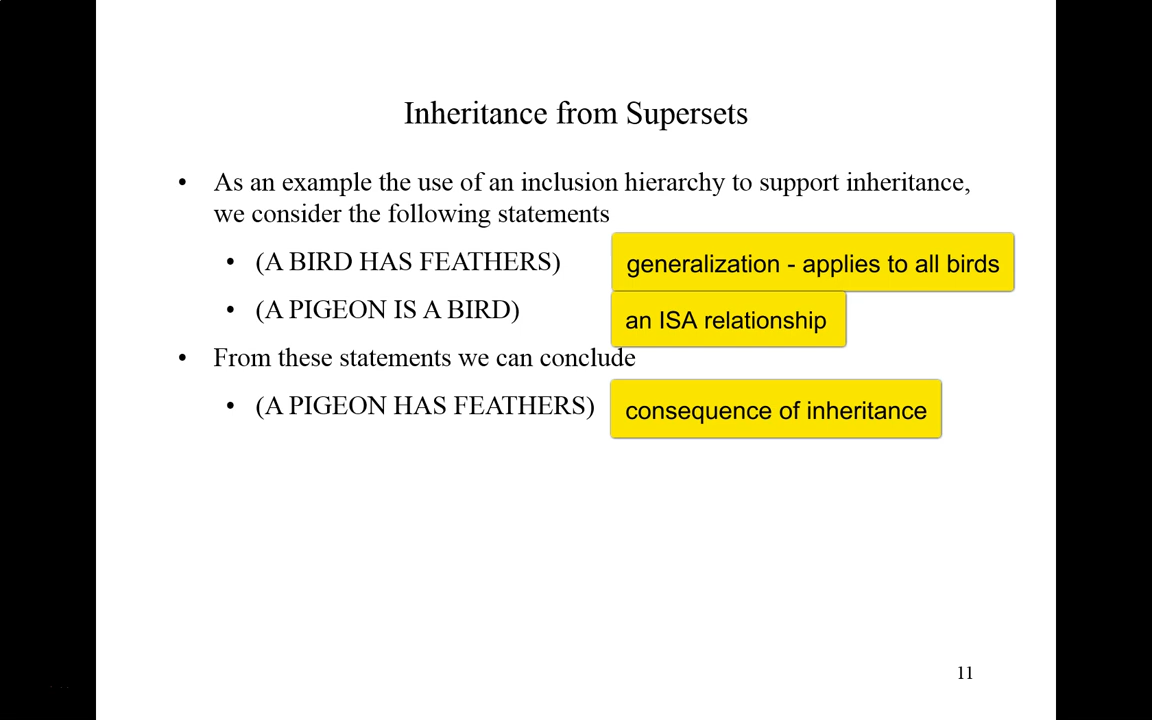 Inheritance from Supersets
• As an example the use of an inclusion hierarchy to support inheritance,
we consider the following statements
• (A BIRD HAS FEATHERS) generalization - applies to all birds
• (A PIGEON IS A BIRD) an ISA relationship
• From these statements we can conclude
• (A PIGEON HAS FEATHERS) consequence of inheritance
11